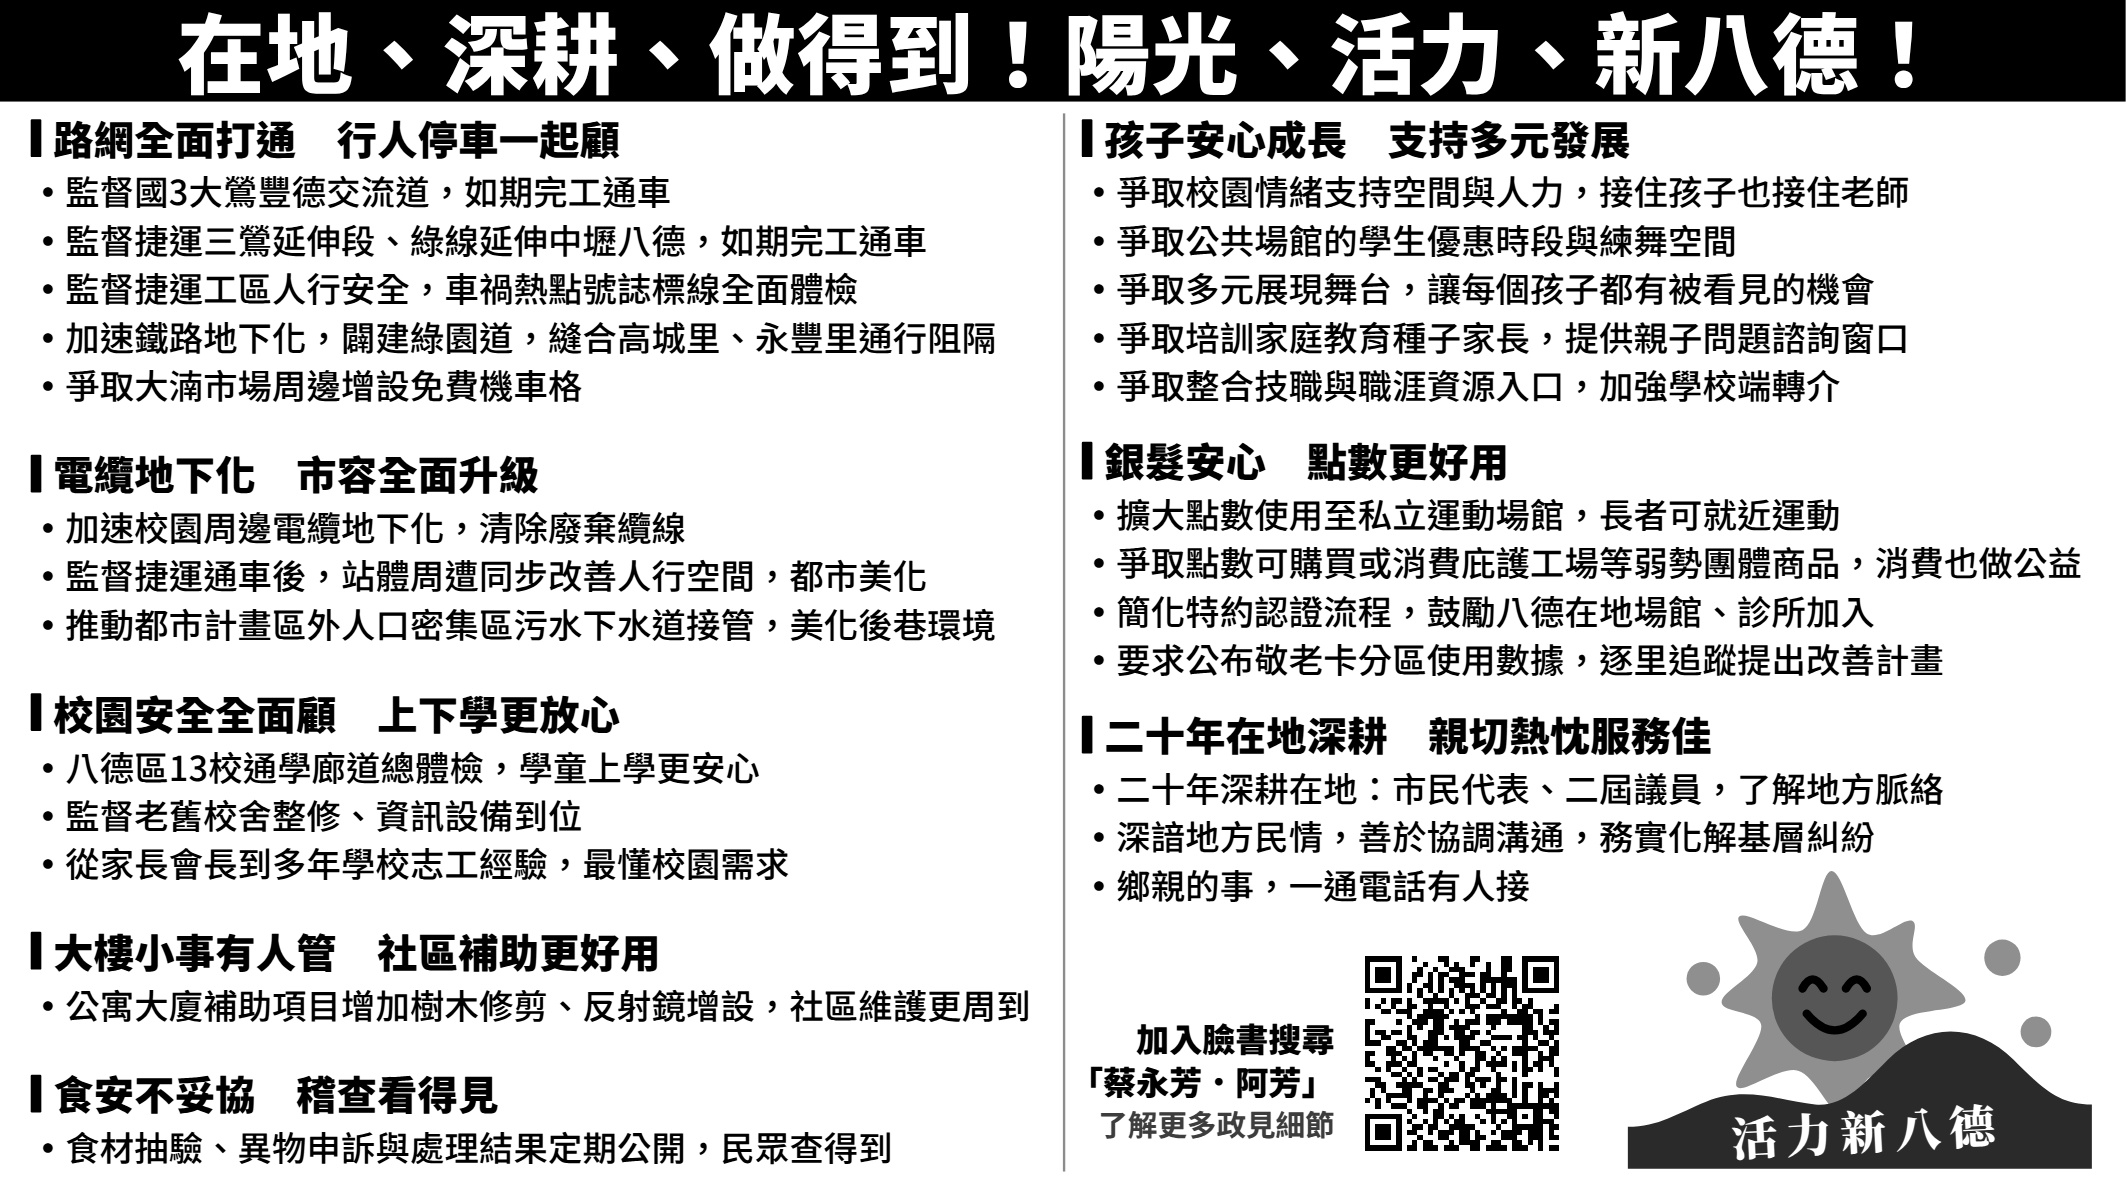 在地、深耕、做得到！陽光、活力、新八德！
路網全面打通　行人停車一起顧
•監督國3大鶯豐德交流道，如期完工通車
•監督捷運三鶯延伸段、綠線延伸中壢八德，如期完工通車
•監督捷運工區人行安全，車禍熱點號誌標線全面體檢
•加速鐵路地下化，闢建綠園道，縫合高城里、永豐里通行阻隔
•爭取大湳市場周邊增設免費機車格
電纜地下化　市容全面升級
•加速校園周邊電纜地下化，清除廢棄纜線
•監督捷運通車後，站體周遭同步改善人行空間，都市美化
•推動都市計畫區外人口密集區污水下水道接管，美化後巷環境
校園安全全面顧　上下學更放心
•八德區13校通學廊道總體檢，學童上學更安心
•監督老舊校舍整修、資訊設備到位
•從家長會長到多年學校志工經驗，最懂校園需求
大樓小事有人管　社區補助更好用
•公寓大廈補助項目增加樹木修剪、反射鏡增設，社區維護更周到
食安不妥協　稽查看得見
•食材抽驗、異物申訴與處理結果定期公開，民眾查得到
孩子安心成長　支持多元發展
•爭取校園情緒支持空間與人力，接住孩子也接住老師
•爭取公共場館的學生優惠時段與練舞空間
•爭取多元展現舞台，讓每個孩子都有被看見的機會
•爭取培訓家庭教育種子家長，提供親子問題諮詢窗口
•爭取整合技職與職涯資源入口，加強學校端轉介
銀髮安心　點數更好用
•擴大點數使用至私立運動場館，長者可就近運動
•爭取點數可購買或消費庇護工場等弱勢團體商品，消費也做公益
•簡化特約認證流程，鼓勵八德在地場館、診所加入
•要求公布敬老卡分區使用數據，逐里追蹤提出改善計畫
二十年在地深耕　親切熱忱服務佳
•二十年深耕在地：市民代表、二屆議員，了解地方脈絡
•深諳地方民情，善於協調溝通，務實化解基層糾紛
•鄉親的事，一通電話有人接
加入臉書搜尋
「蔡永芳・阿芳」
了解更多政見細節
活力新八德